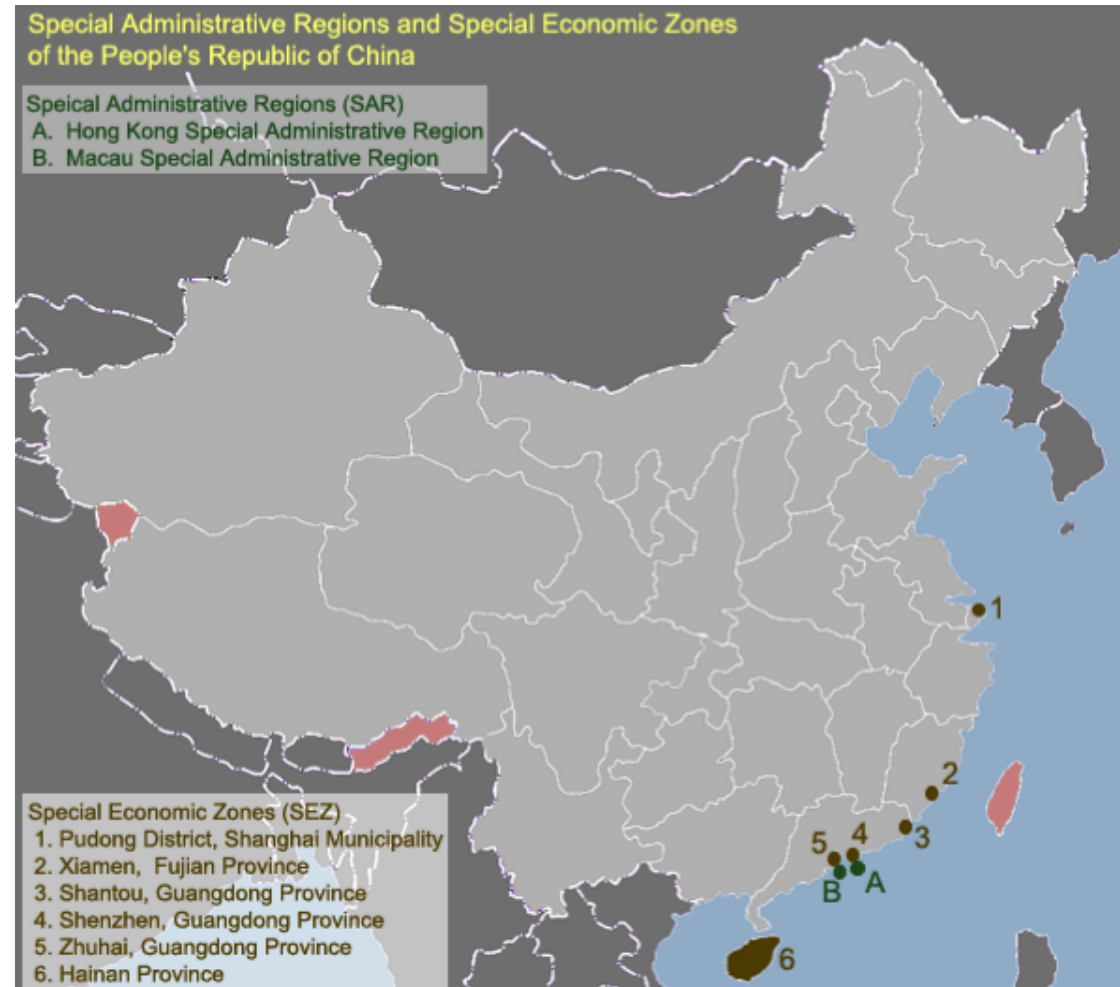 Special Administrative Regions and Special Economic Zones
of the People's Republic of China
Speical Administrative Regions (SAR)
A. Hong Kong Special Administrative Region
B. Macau Special Administrative Region
1
2
3
4
5
A
B
6
Special Economic Zones (SEZ)
1. Pudong District, Shanghai Municipality
2. Xiamen, Fujian Province
3. Shantou, Guangdong Province
4. Shenzhen, Guangdong Province
5. Zhuhai, Guangdong Province
6. Hainan Province